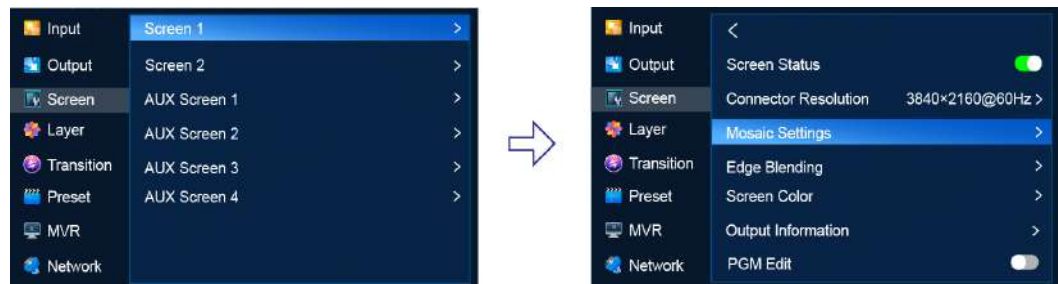 Input
Output
Screen
Layer
Transition
Preset
MVR
Network
Screen 1 >
Screen 2 >
AUX Screen 1 >
AUX Screen 2 >
AUX Screen 3 >
AUX Screen 4 >
Input
Output
Screen
Layer
Transition
Preset
MVR
Network
<
Screen Status
Connector Resolution 3840×2160@60Hz >
Mosaic Settings >
Edge Blending >
Screen Color >
Output Information >
PGM Edit